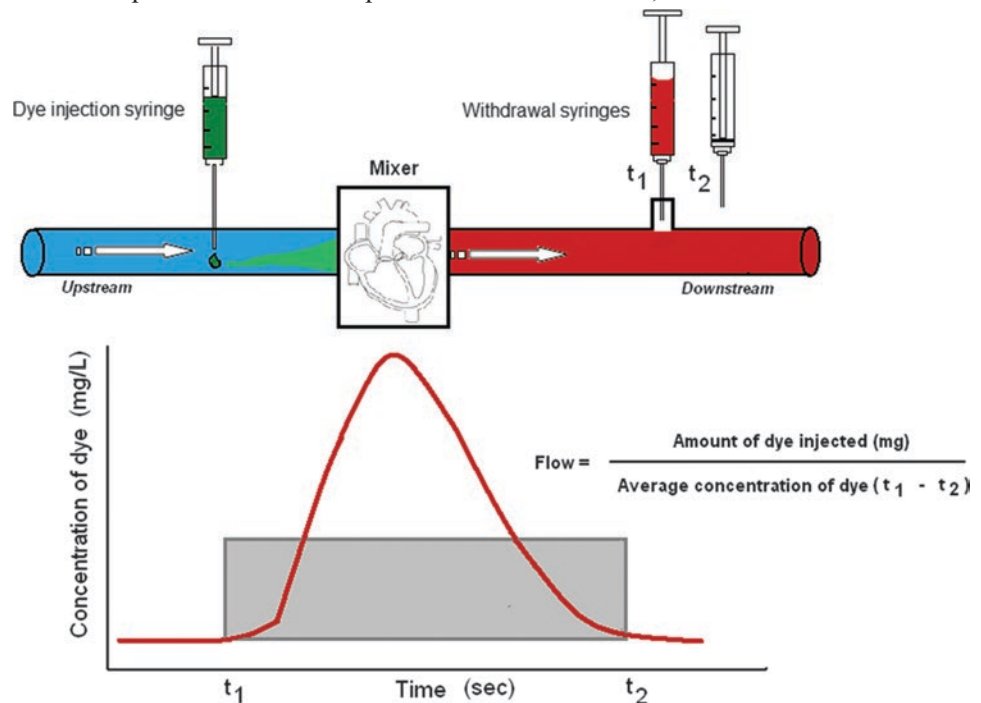 Dye injection syringe
Withdrawal syringes
t1
t2
Mixer
Upstream
Downstream
Concentration of dye (mg/L)
Flow = Amount of dye injected (mg)
Average concentration of dye (t1 - t2)
t1
Time (sec)
t2